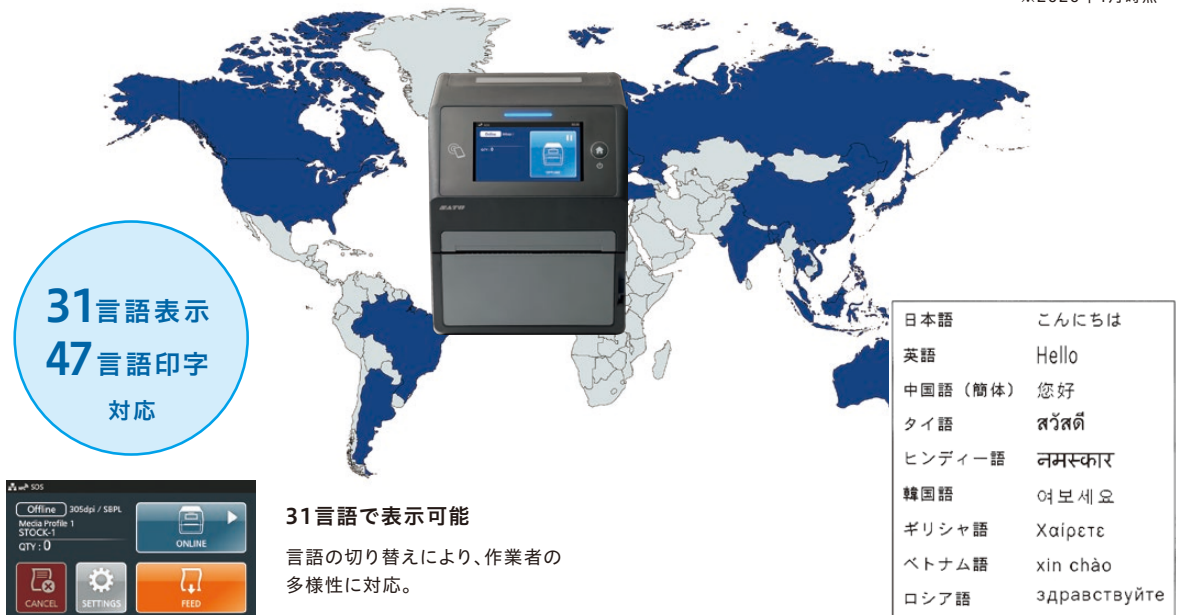 31言語表示
47言語印字
対応
SATO
Online
QTY : 0
SOS
Offline 305dpi / SBPL
Media Profile 1
STOCK-1
QTY : 0
ONLINE
CANCEL
SETTINGS
FEED
31言語で表示可能
言語の切り替えにより、作業者の
多様性に対応。
日本語 こんにちは
英語 Hello
中国語（簡体） 您好
タイ語 สวัสดี
ヒンディー語 नमस्कार
韓国語 여보세요
ギリシャ語 Χαίρετε
ベトナム語 xin chào
ロシア語 здравствуйте